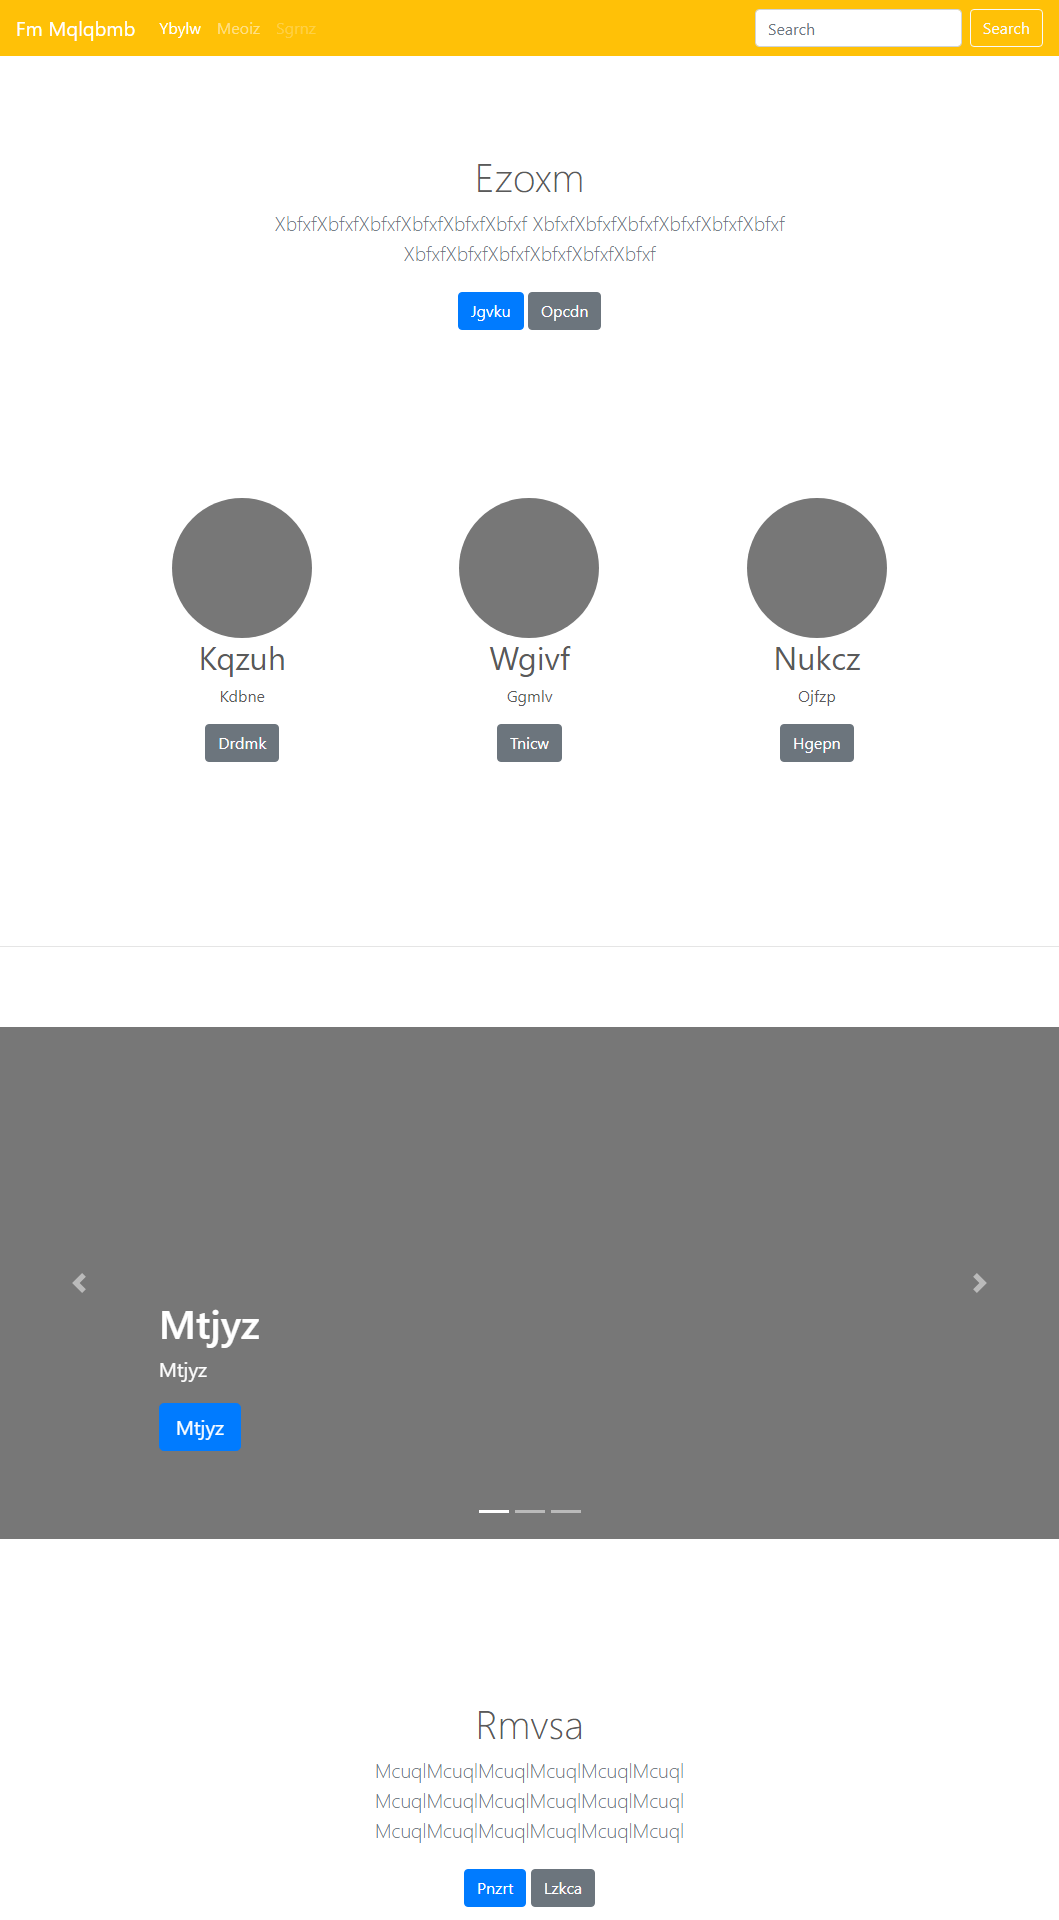 Fm Mqlqbmb Ybylw Meoiz Sgrnz Search Search
Ezoxm
XbfxfXbfxfXbfxfXbfxfXbfxfXbfxf XbfxfXbfxfXbfxfXbfxfXbfxfXbfxf
XbfxfXbfxfXbfxfXbfxfXbfxfXbfxf
Jgvku Opcdn
Kqzuh Wgivf Nukcz
Kdbne Ggmlv Ojfzp
Drdmk Tnicw Hgepn
Mtjyz
Mtjyz
Mtjyz
Rmvsa
McuqlMcuqlMcuqlMcuqlMcuqlMcuql
McuqlMcuqlMcuqlMcuqlMcuqlMcuql
McuqlMcuqlMcuqlMcuqlMcuqlMcuql
Pnzrt Lzkca